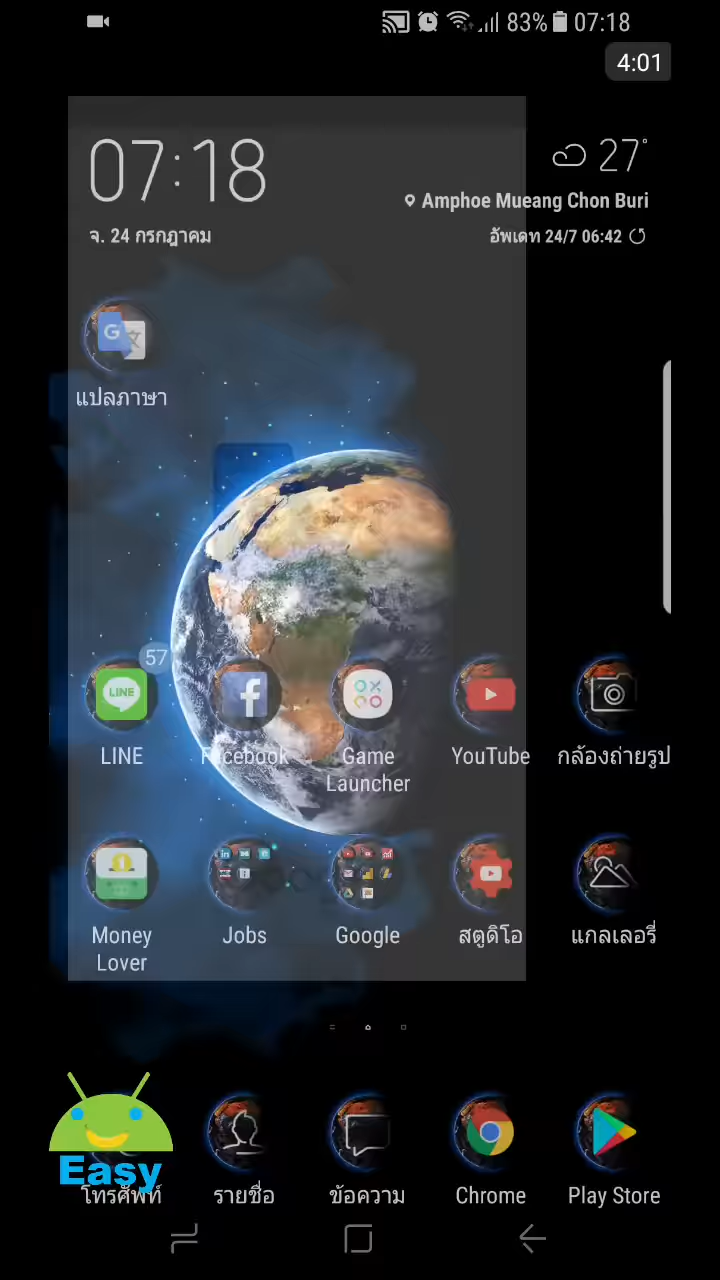 83% 07:18
4:01
07:18
27°
Amphoe Mueang Chon Buri
จ. 24 กรกฎาคม
อัพเดท 24/7 06:42
แปลภาษา
57
LINE
LINE
Facebook
Game
Launcher
YouTube
กล้องถ่ายรูป
Money
Lover
Jobs
Google
สตูดิโอ
แกลเลอรี่
Easy
โทรศัพท์
รายชื่อ
ข้อความ
Chrome
Play Store